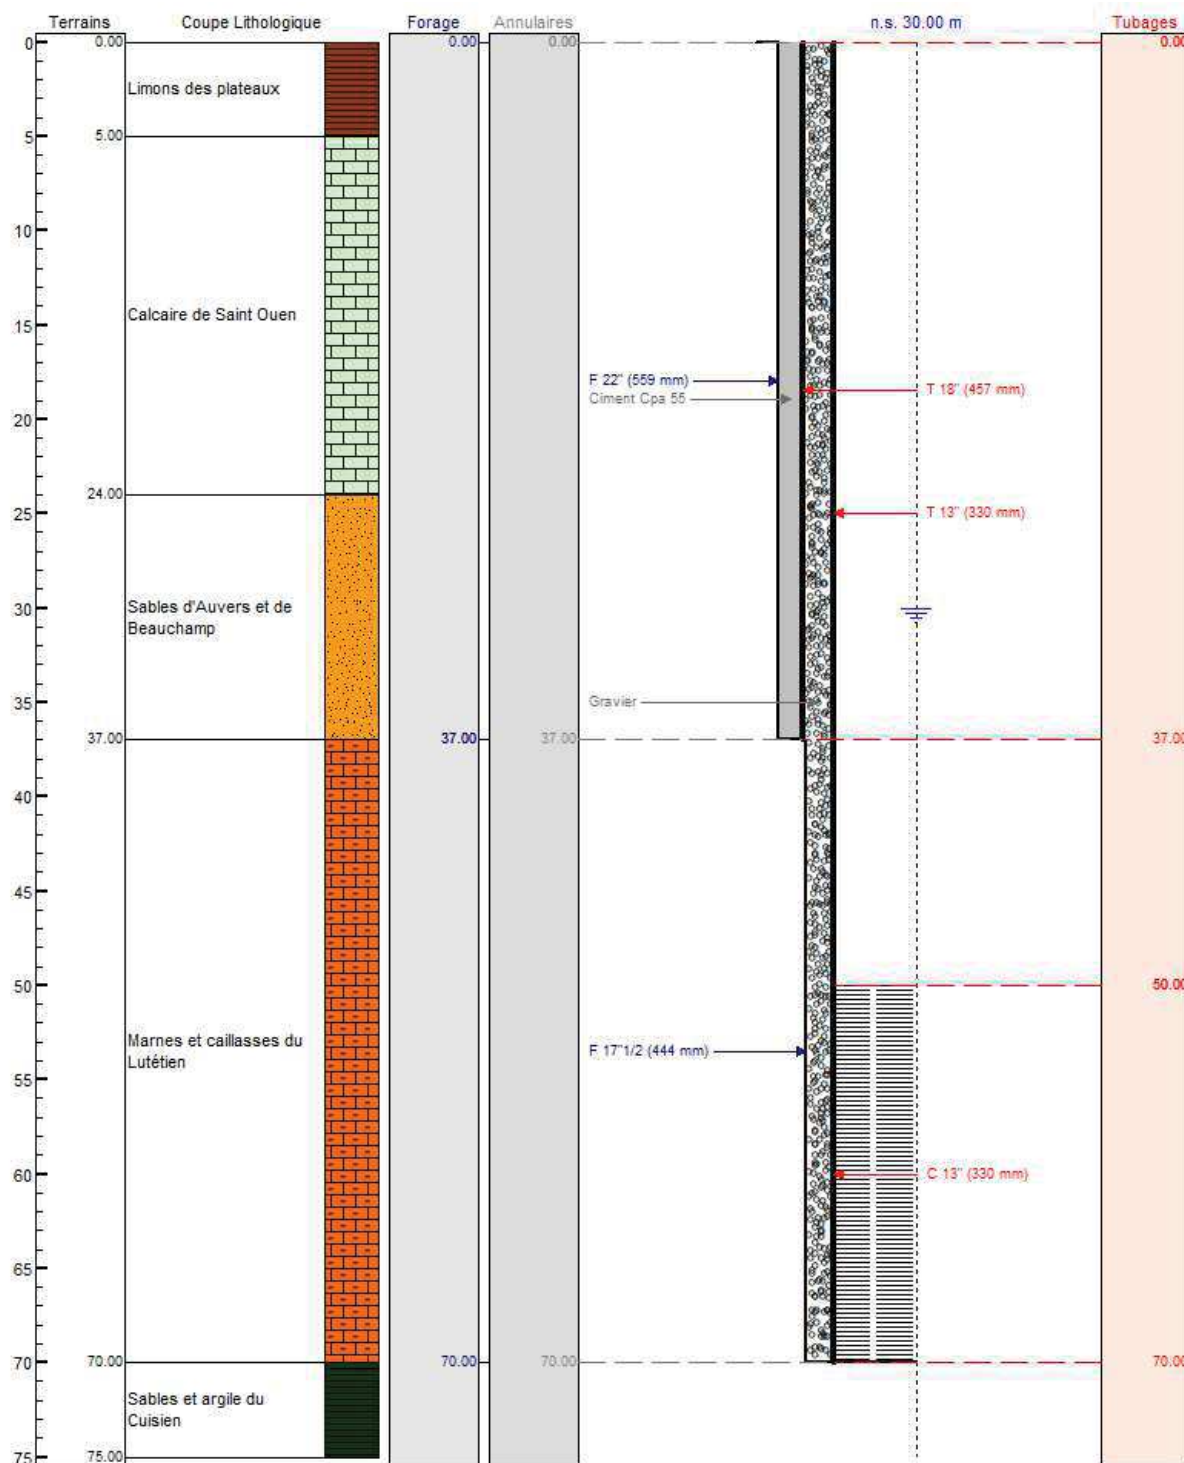 Terrains Coupe Lithologique Forage Annulaires n.s. 30.00 m Tubages
0 0.00 0.00 0.00 0.00
Limons des plateaux
5 5.00
10
Calcaire de Saint Ouen
15
F 22" (559 mm) T 18" (457 mm)
Ciment Cpa 55
20
24.00
25 T 13" (330 mm)
30 Sables d'Auvers et de
Beauchamp
35 Gravier
37.00 37.00 37.00 37.00
40
45
50 50.00
Marnes et caillasses du
Lutétien
F 17"1/2 (444 mm)
55
60 C 13" (330 mm)
65
70 70.00 70.00 70.00 70.00
Sables et argile du
Cuisien
75 75.00